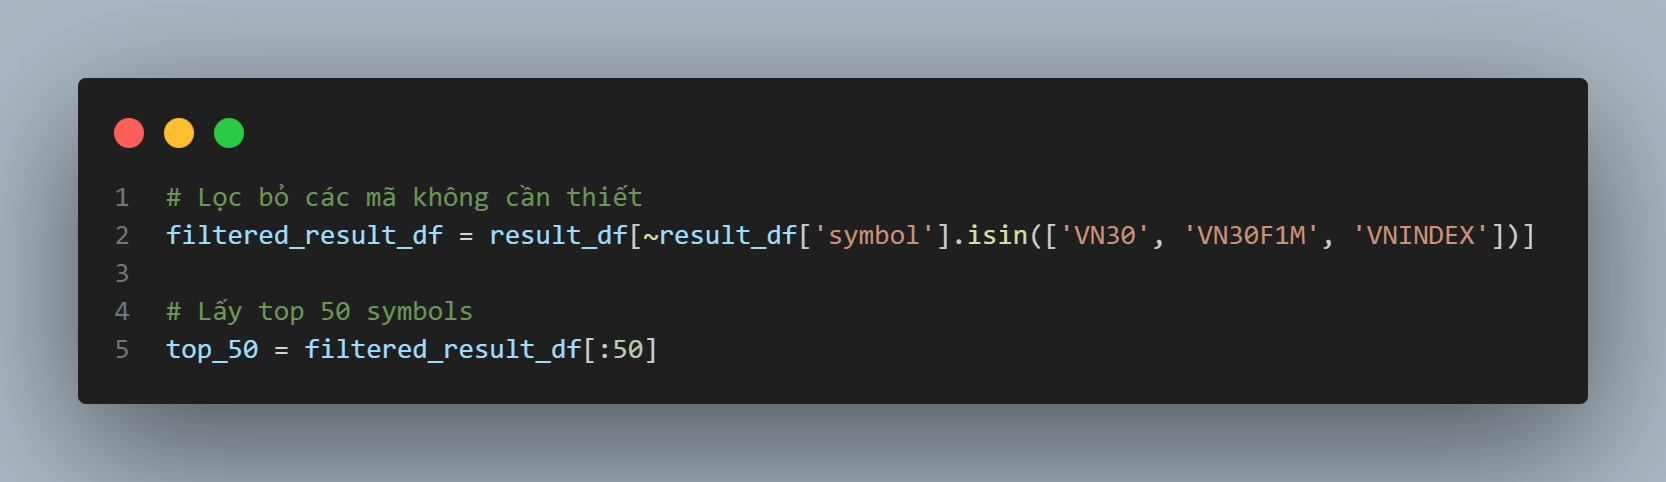 1 # Lọc bỏ các mã không cần thiết
2 filtered_result_df = result_df[~result_df['symbol'].isin(['VN30', 'VN30F1M', 'VNINDEX'])]
3
4 # Lấy top 50 symbols
5 top_50 = filtered_result_df[:50]